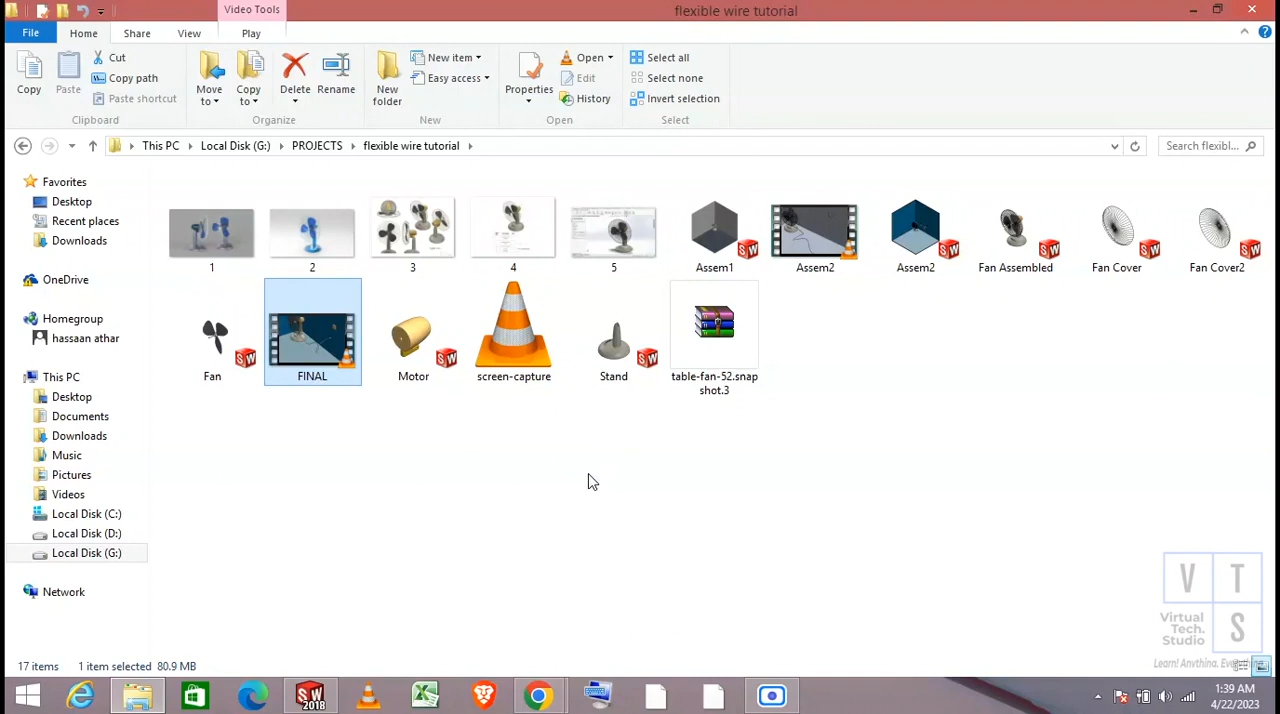 Video Tools
flexible wire tutorial
File
Home
Share
View
Play
Copy
Paste
Cut
Copy path
Paste shortcut
Clipboard
Move to
Copy to
Delete
Rename
Organize
New folder
New item
Easy access
New
Properties
Open
Edit
History
Open
Select all
Select none
Invert selection
Select
This PC
Local Disk (G:)
PROJECTS
flexible wire tutorial
Search flexibl...
Favorites
Desktop
Recent places
Downloads
OneDrive
Homegroup
hassaan athar
This PC
Desktop
Documents
Downloads
Music
Pictures
Videos
Local Disk (C:)
Local Disk (D:)
Local Disk (G:)
Network
1
2
3
4
5
Assem1
Assem2
Assem2
Fan Assembled
Fan Cover
Fan Cover2
Fan
FINAL
Motor
screen-capture
Stand
table-fan-52.snap
shot.3
V T
Virtual
Tech.
Studio
S
Learn! Anything. Everything!
17 items
1 item selected 80.9 MB
SW
2018
1:39 AM
4/22/2023